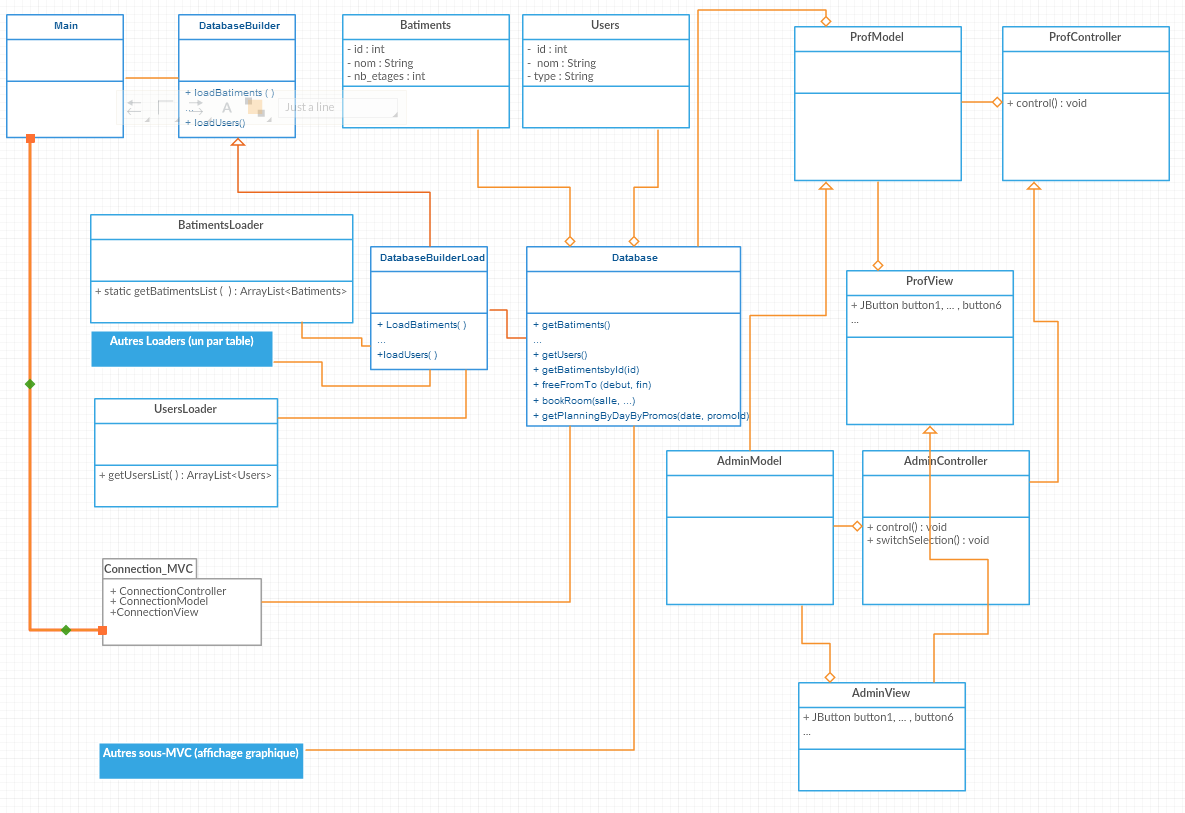 Main
DatabaseBuilder
+ loadBatiments ( )
...
+ loadUsers()
A
Just a line
Batiments
- id : int
- nom : String
- nb_etages : int
Users
- id : int
- nom : String
- type : String
ProfModel
ProfController
+ control() : void
BatimentsLoader
+ static getBatimentsList ( ) : ArrayList<Batiments>
Autres Loaders (un par table)
DatabaseBuilderLoad
+ LoadBatiments( )
...
+loadUsers( )
Database
+ getBatiments()
...
+ getUsers()
+ getBatimentsbyId(id)
+ freeFromTo (debut, fin)
+ bookRoom(salle, ...)
+ getPlanningByDayByPromos(date, promoId)
ProfView
+ JButton button1, ... , button6
...
UsersLoader
+ getUsersList( ) : ArrayList<Users>
AdminModel
AdminController
+ control() : void
+ switchSelection() : void
Connection_MVC
+ ConnectionController
+ ConnectionModel
+ConnectionView
AdminView
+ JButton button1, ... , button6
...
Autres sous-MVC (affichage graphique)